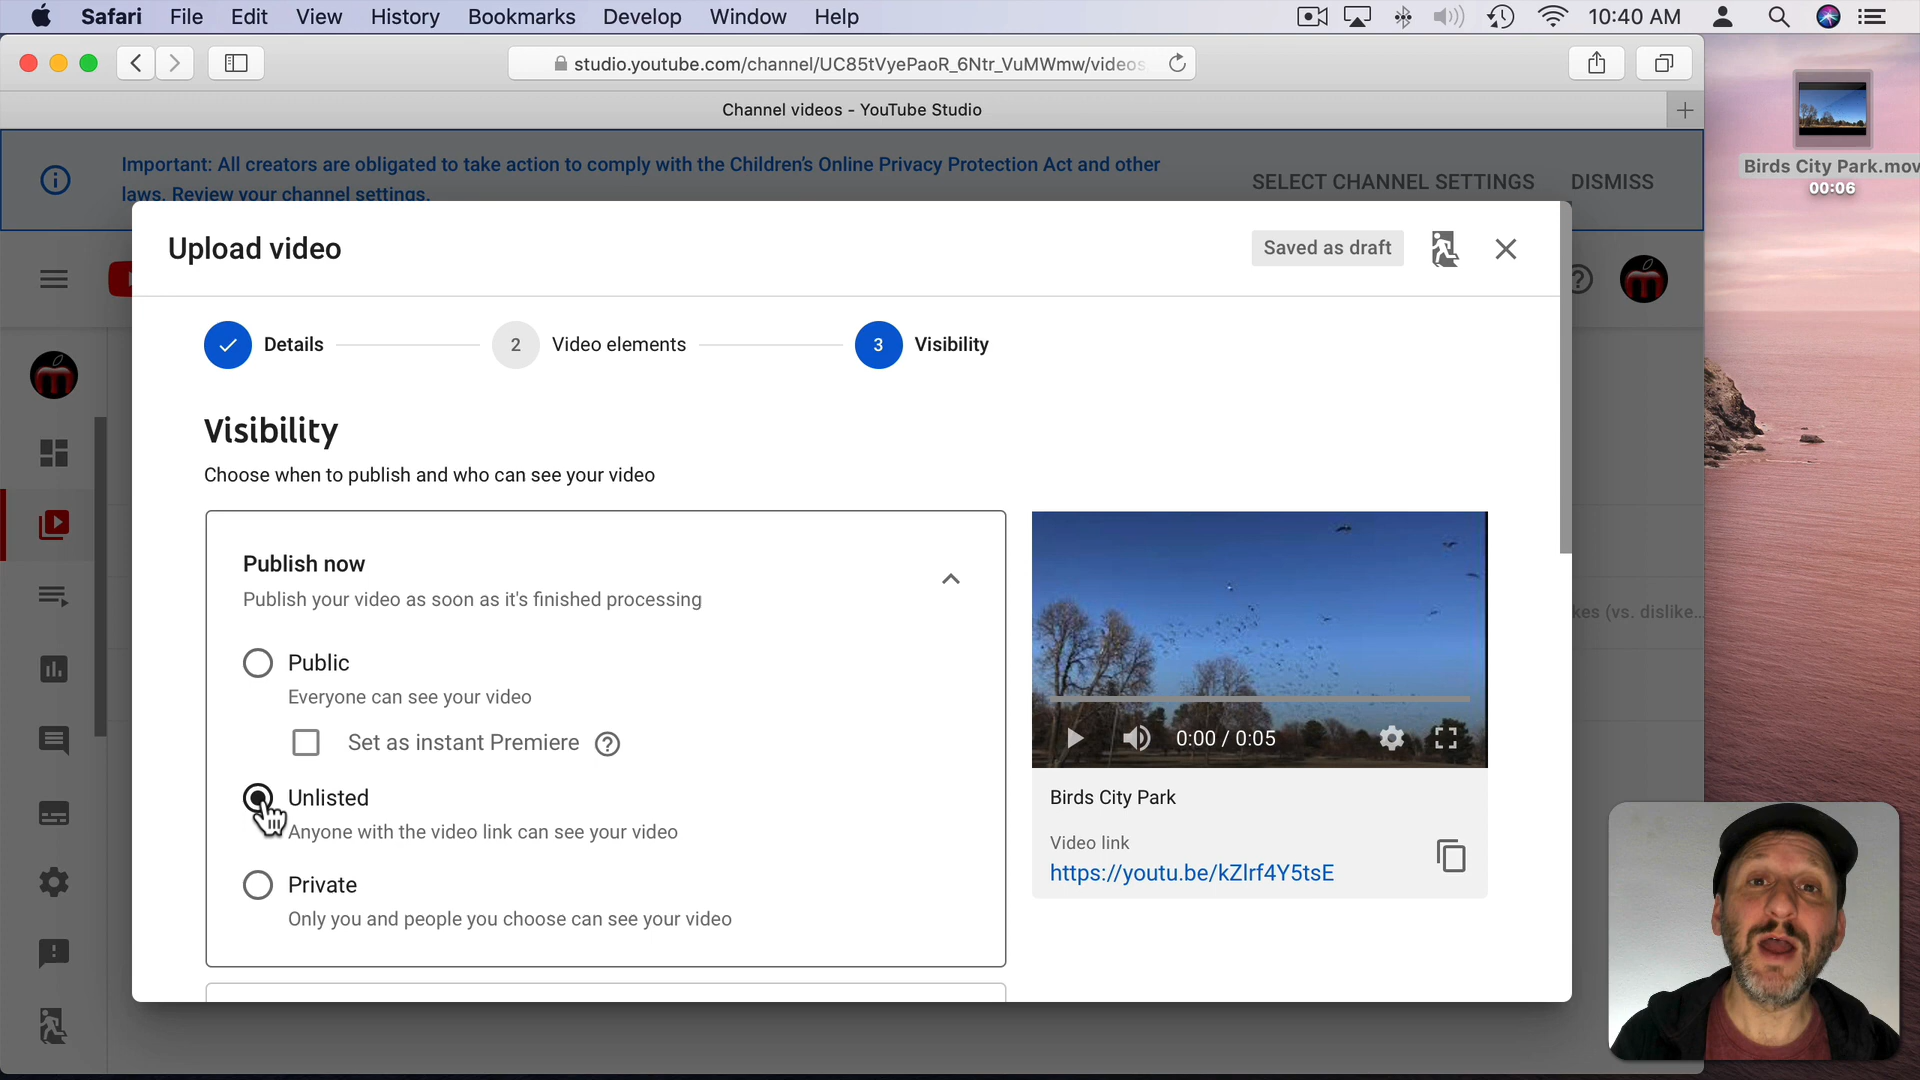 Safari File Edit View History Bookmarks Develop Window Help 10:40 AM
studio.youtube.com/channel/UC85tVyePaoR_6Ntr_VuMWmw/videos
Channel videos - YouTube Studio
Important: All creators are obligated to take action to comply with the Children's Online Privacy Protection Act and other
laws. Review your channel settings.
SELECT CHANNEL SETTINGS DISMISS
Birds City Park.mov
00:06
Upload video
Saved as draft
Details
2 Video elements
3 Visibility
Visibility
Choose when to publish and who can see your video
Publish now
Publish your video as soon as it's finished processing
Public
Everyone can see your video
Set as instant Premiere
Unlisted
Anyone with the video link can see your video
Private
Only you and people you choose can see your video
0:00 / 0:05
Birds City Park
Video link
https://youtu.be/kZlrf4Y5tsE
(vs. dislike...